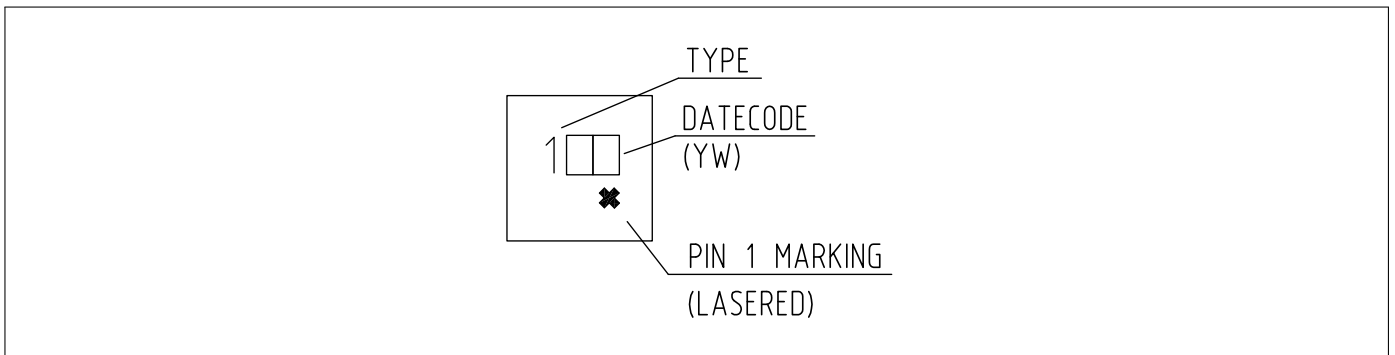 TYPE
DATECODE
(YW)
1
PIN 1 MARKING
(LASERED)